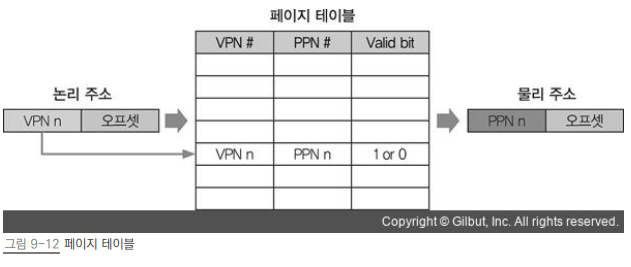 페이지 테이블
VPN # PPN # Valid bit
논리 주소
물리 주소
VPN n 오프셋
PPN n 오프셋
VPN n PPN n 1 or 0
Copyright © Gilbut, Inc. All rights reserved.
그림 9-12 페이지 테이블